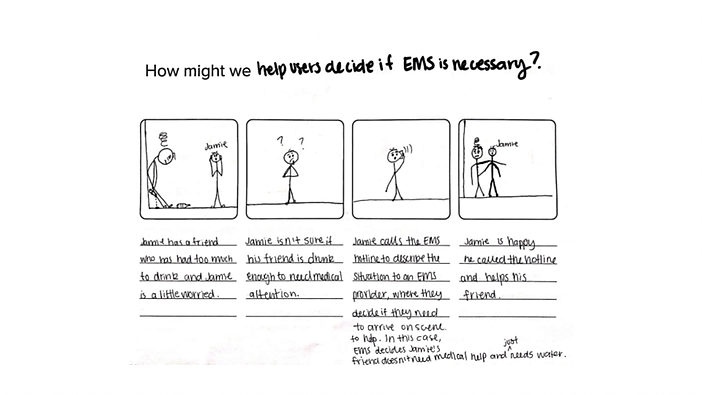 How might we help users decide if EMS is necessary?
Jamie
? ?
Jamie
Jamie has a friend
who has had too much
to drink and Jamie
is a little worried.
Jamie isn't sure if
his friend is drunk
enough to need medical
attention.
Jamie calls the EMS
hotline to describe the
situation to an EMS
provider, where they
decide if they need
to arrive on scene
to help. In this case,
EMS decides Jamie's
friend doesn't need medical help and just needs water.
Jamie is happy
he called the hotline
and helps his
friend.